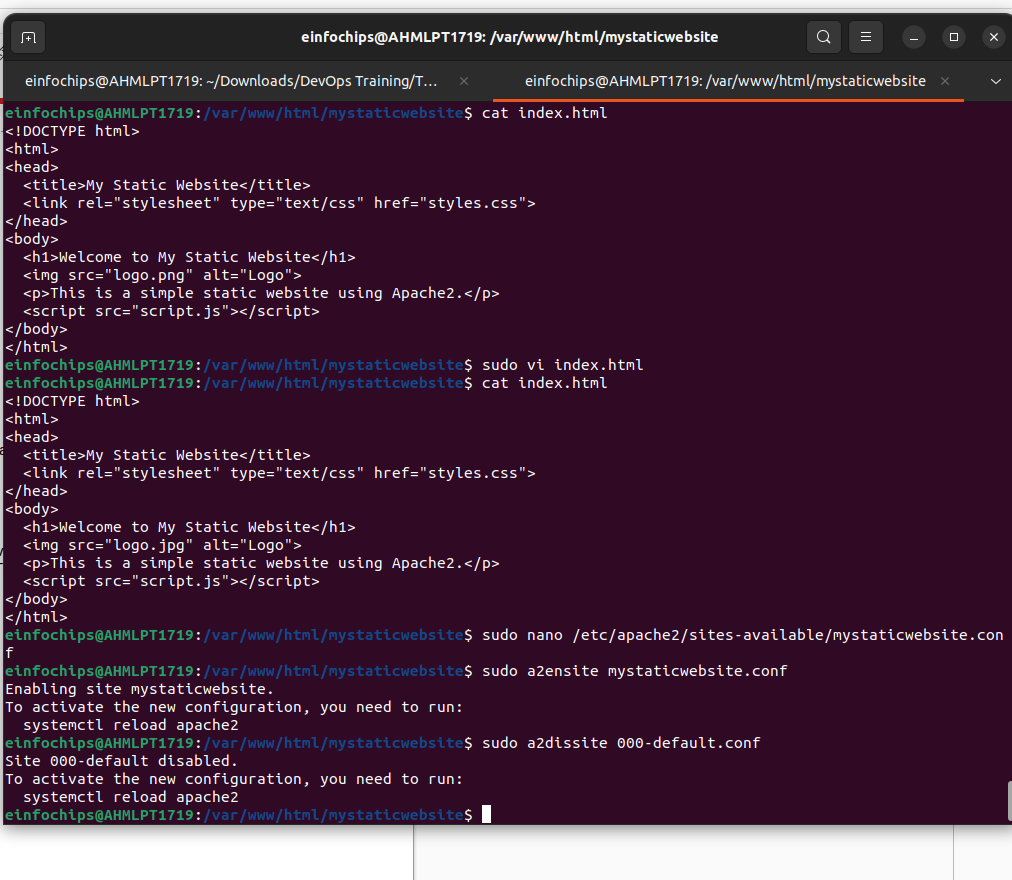 einfochips@AHMLPT1719: /var/www/html/mystaticwebsite
einfochips@AHMLPT1719: ~/Downloads/DevOps Training/T...
einfochips@AHMLPT1719: /var/www/html/mystaticwebsite
einfochips@AHMLPT1719:/var/www/html/mystaticwebsite$ cat index.html
<!DOCTYPE html>
<html>
<head>
  <title>My Static Website</title>
  <link rel="stylesheet" type="text/css" href="styles.css">
</head>
<body>
  <h1>Welcome to My Static Website</h1>
  <img src="logo.png" alt="Logo">
  <p>This is a simple static website using Apache2.</p>
  <script src="script.js"></script>
</body>
</html>
einfochips@AHMLPT1719:/var/www/html/mystaticwebsite$ sudo vi index.html
einfochips@AHMLPT1719:/var/www/html/mystaticwebsite$ cat index.html
<!DOCTYPE html>
<html>
<head>
  <title>My Static Website</title>
  <link rel="stylesheet" type="text/css" href="styles.css">
</head>
<body>
  <h1>Welcome to My Static Website</h1>
  <img src="logo.jpg" alt="Logo">
  <p>This is a simple static website using Apache2.</p>
  <script src="script.js"></script>
</body>
</html>
einfochips@AHMLPT1719:/var/www/html/mystaticwebsite$ sudo nano /etc/apache2/sites-available/mystaticwebsite.con
f
einfochips@AHMLPT1719:/var/www/html/mystaticwebsite$ sudo a2ensite mystaticwebsite.conf
Enabling site mystaticwebsite.
To activate the new configuration, you need to run:
  systemctl reload apache2
einfochips@AHMLPT1719:/var/www/html/mystaticwebsite$ sudo a2dissite 000-default.conf
Site 000-default disabled.
To activate the new configuration, you need to run:
  systemctl reload apache2
einfochips@AHMLPT1719:/var/www/html/mystaticwebsite$